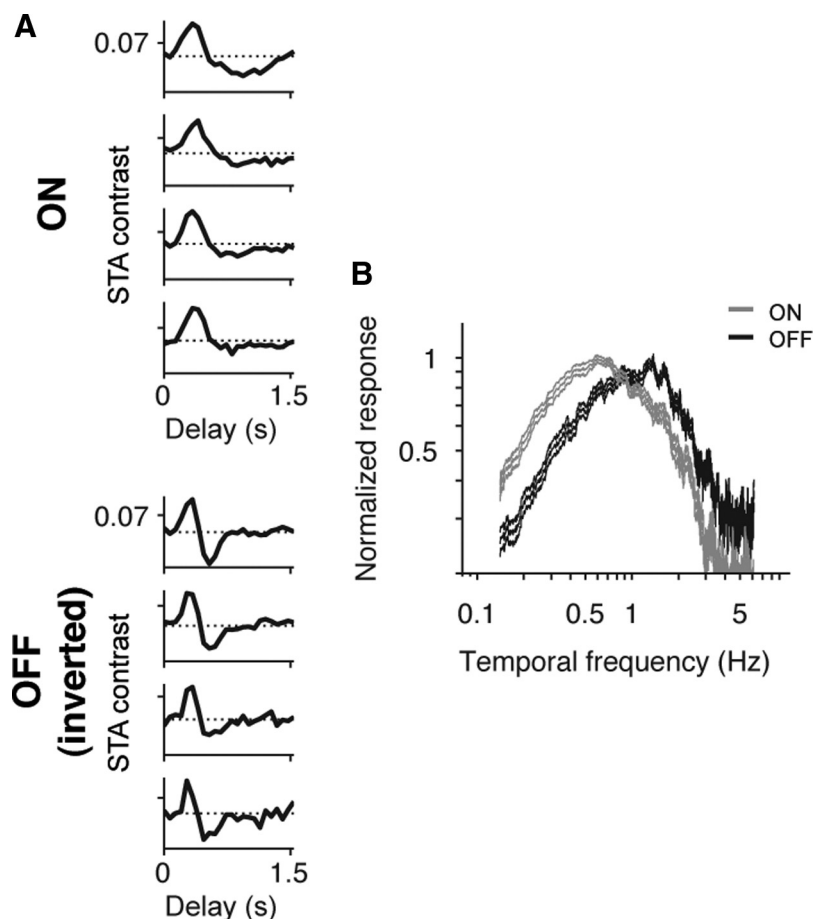 A
0.07
ON
STA contrast
0 1.5
Delay (s)
0.07
OFF
(inverted)
STA contrast
0 1.5
Delay (s)
B
ON
OFF
Normalized response
1
0.5
0.1 0.5 1 5
Temporal frequency (Hz)